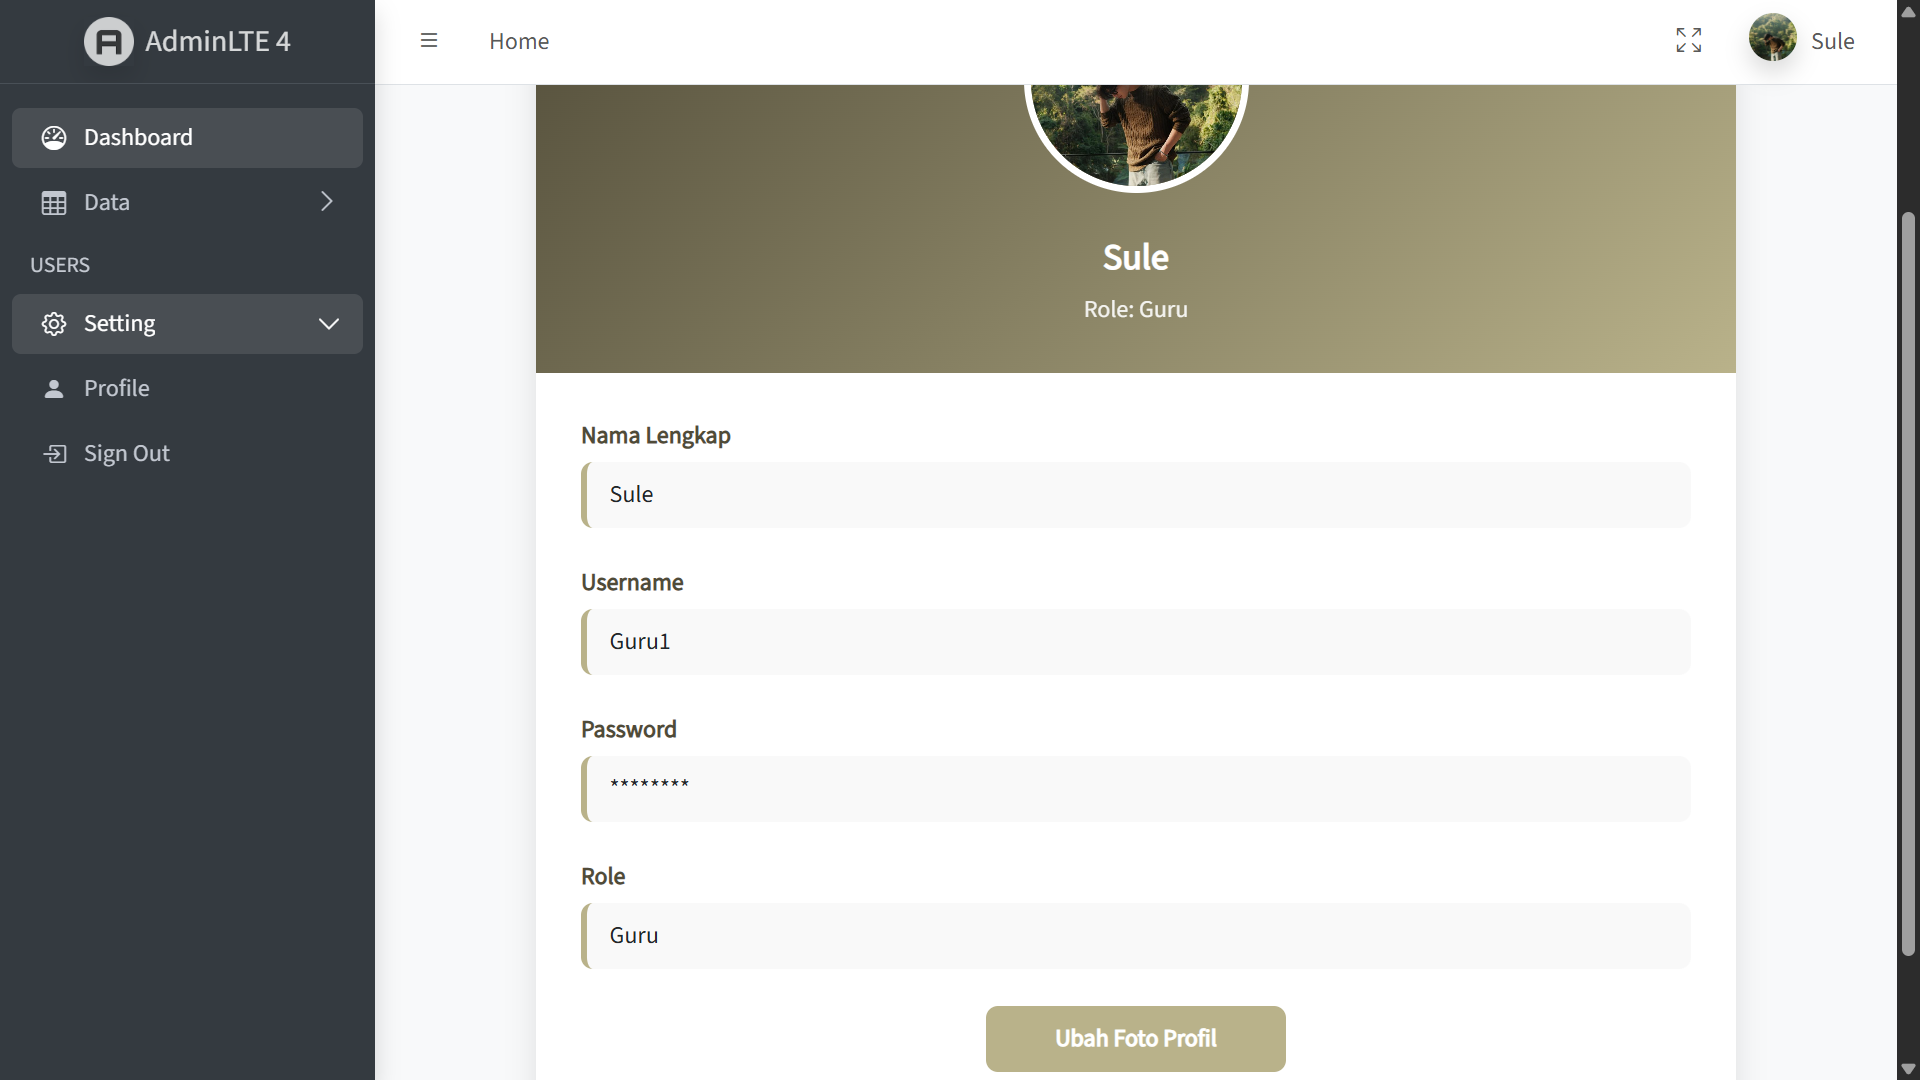 AdminLTE 4
Home
Sule
Dashboard
Data
USERS
Setting
Profile
Sign Out
Sule
Role: Guru
Nama Lengkap
Sule
Username
Guru1
Password
********
Role
Guru
Ubah Foto Profil